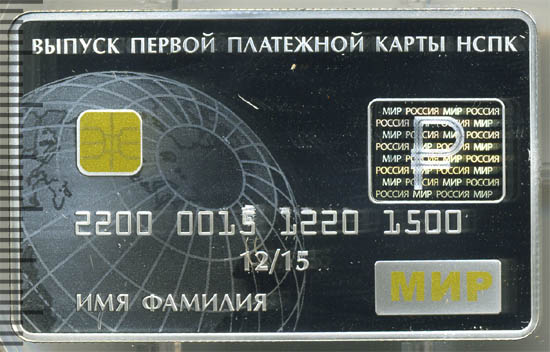 ВЫПУСК ПЕРВОЙ ПЛАТЕЖНОЙ КАРТЫ НСПК
МИР РОССИЯ МИР РОССИЯ
РОССИЯ МИР РОССИЯ МИР
МИР РОССИЯ МИР РОССИЯ
РОССИЯ МИР РОССИЯ МИР
МИР РОССИЯ МИР РОССИЯ
РОССИЯ МИР РОССИЯ МИР
МИР РОССИЯ МИР РОССИЯ
РОССИЯ МИР РОССИЯ МИР
₽
2200 0015 1220 1500
12/15
ИМЯ ФАМИЛИЯ
МИР